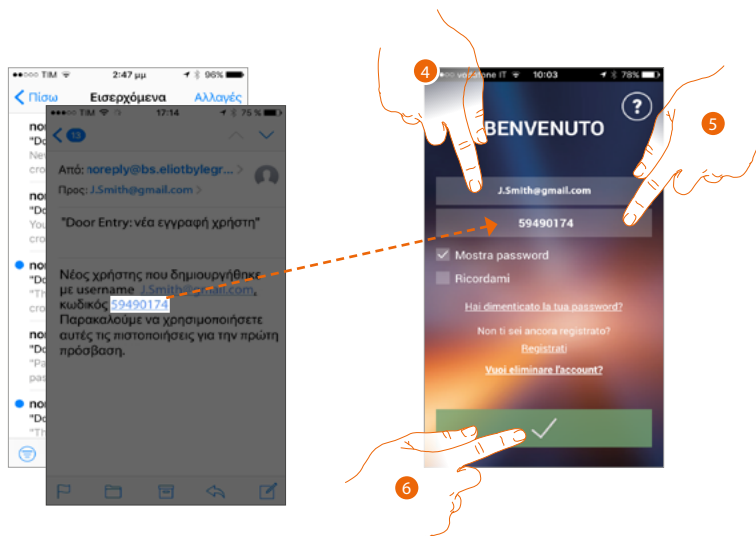 TIM 2:47 μμ 96%
Πίσω Εισερχόμενα Αλλαγές
TIM 17:14 75 %
13
Από: noreply@bs.eliotbylegr...
Προς: J.Smith@gmail.com
"Door Entry: νέα εγγραφή χρήστη"
Νέος χρήστης που δημιουργήθηκε
με username J.Smith@gmail.com,
κωδικός 59490174
Παρακαλούμε να χρησιμοποιήσετε
αυτές τις πιστοποιήσεις για την πρώτη
πρόσβαση.
4
vodafone IT 10:03 78%
?
BENVENUTO
5
J.Smith@gmail.com
59490174
Mostra password
Ricordami
Hai dimenticato la tua password?
Non ti sei ancora registrato?
Registrati
Vuoi eliminare l'account?
6